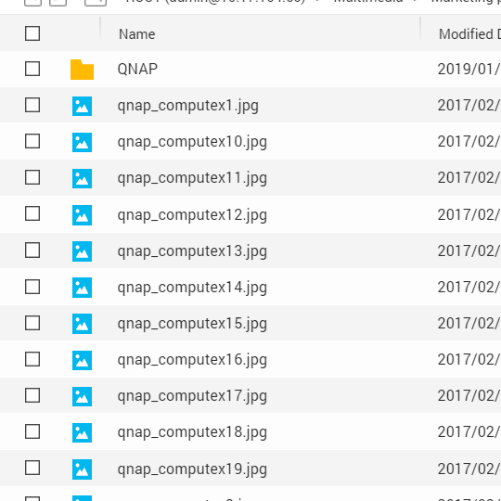 Name Modified
QNAP 2019/01/
qnap_computex1.jpg 2017/02/
qnap_computex10.jpg 2017/02/
qnap_computex11.jpg 2017/02/
qnap_computex12.jpg 2017/02/
qnap_computex13.jpg 2017/02/
qnap_computex14.jpg 2017/02/
qnap_computex15.jpg 2017/02/
qnap_computex16.jpg 2017/02/
qnap_computex17.jpg 2017/02/
qnap_computex18.jpg 2017/02/
qnap_computex19.jpg 2017/02/